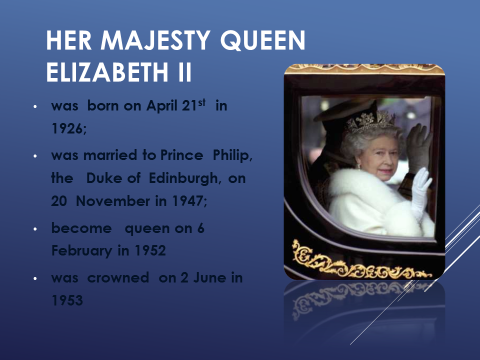 HER MAJESTY QUEEN
ELIZABETH II
• was born on April 21st in
1926;
• was married to Prince Philip,
the Duke of Edinburgh, on
20 November in 1947;
• become queen on 6
February in 1952
• was crowned on 2 June in
1953